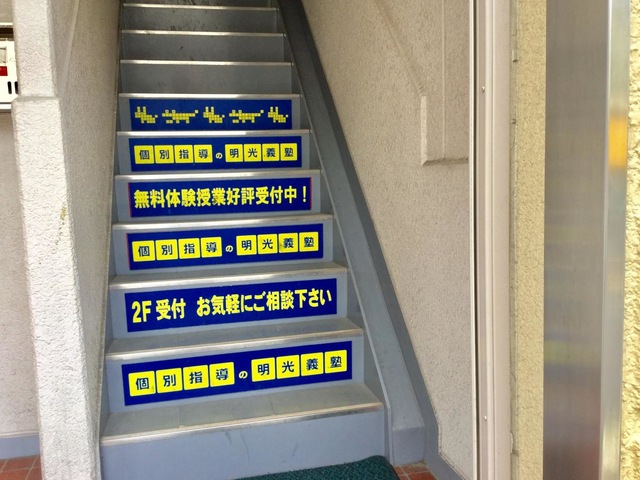 個別指導の明光義塾
無料体験授業好評受付中！
個別指導の明光義塾
2F受付 お気軽にご相談下さい
個別指導の明光義塾